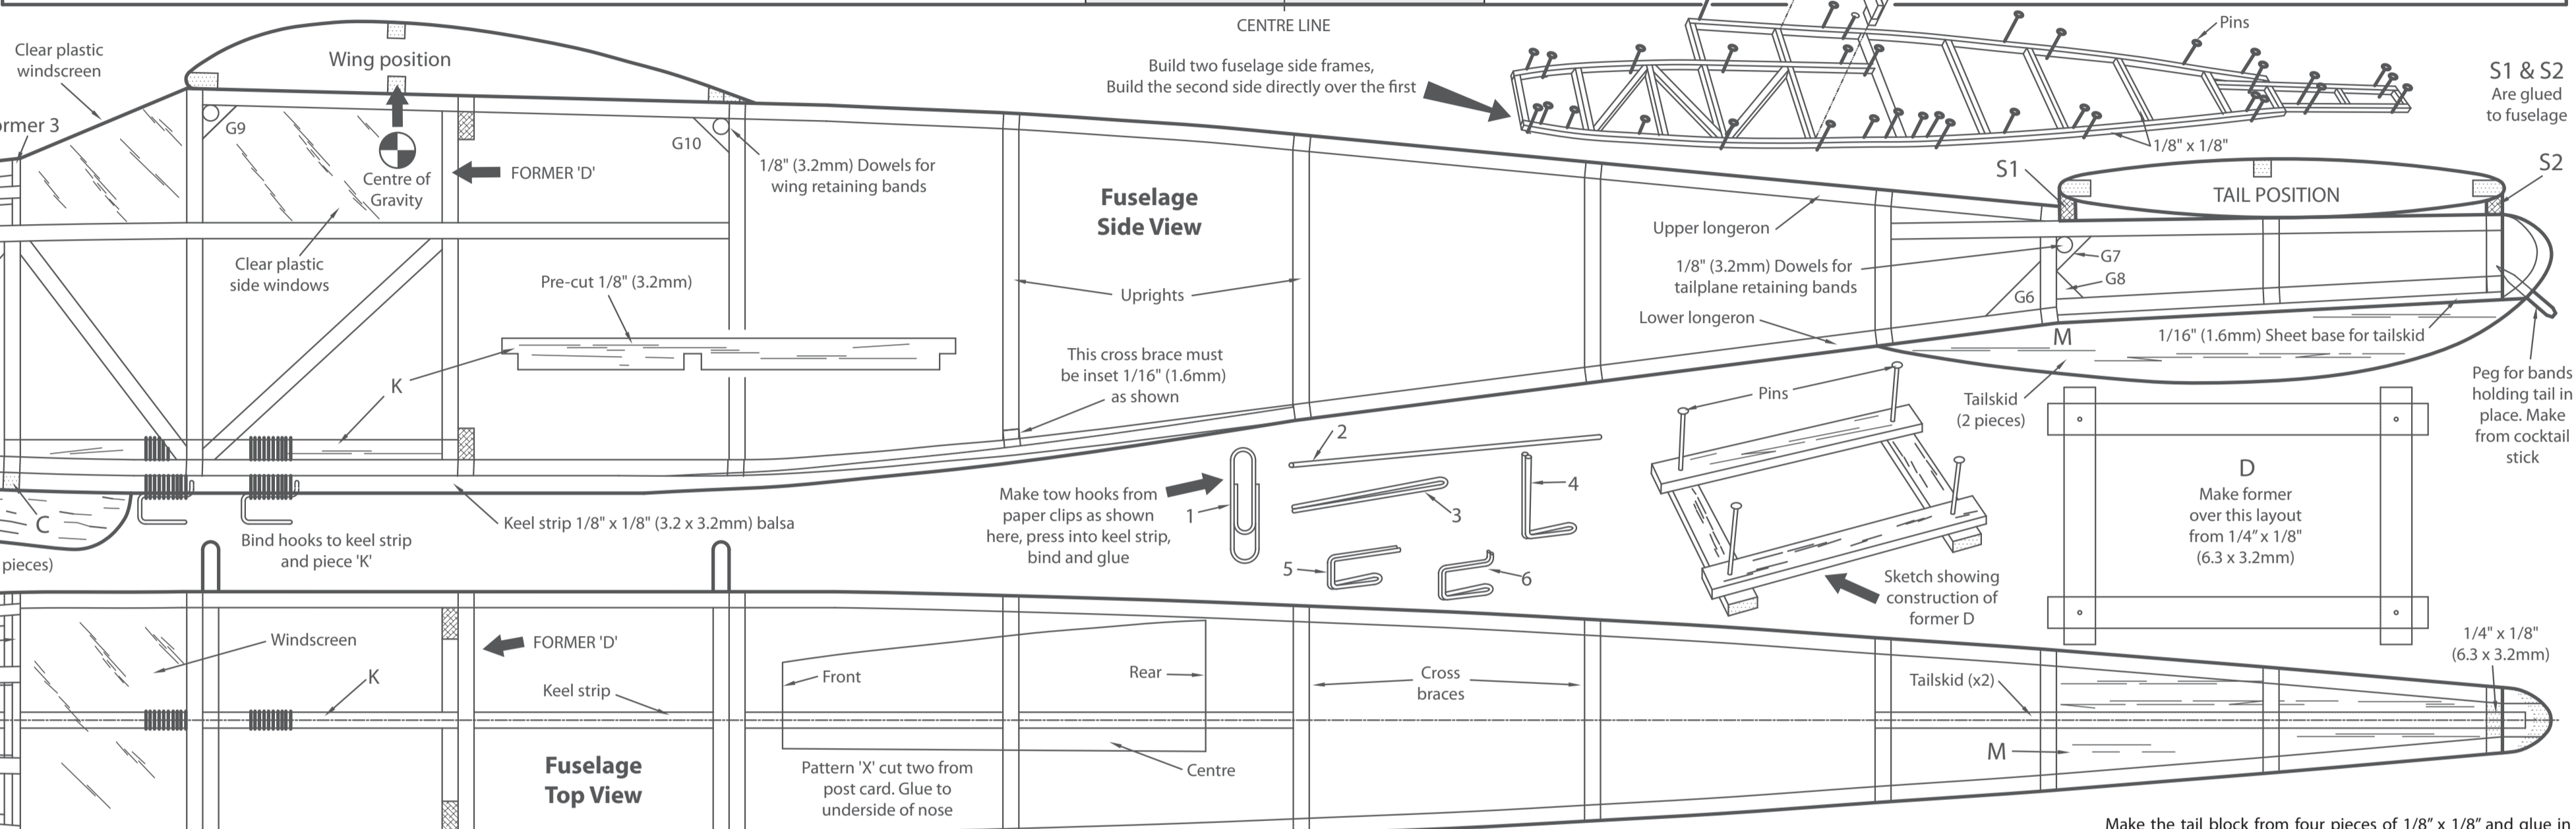 CENTRE LINE
Clear plastic
windscreen
Wing position
Build two fuselage side frames,
Build the second side directly over the first
Pins
S1 & S2
Are glued
to fuselage
1/8" x 1/8"
ormer 3
G9
G10
Centre of
Gravity
FORMER 'D'
1/8" (3.2mm) Dowels for
wing retaining bands
Fuselage
Side View
S1
S2
TAIL POSITION
Upper longeron
Clear plastic
side windows
Pre-cut 1/8" (3.2mm)
Uprights
1/8" (3.2mm) Dowels for
tailplane retaining bands
G7
G8
G6
Lower longeron
M
1/16" (1.6mm) Sheet base for tailskid
K
This cross brace must
be inset 1/16" (1.6mm)
as shown
Pins
Tailskid
(2 pieces)
Peg for bands
holding tail in
place. Make
from cocktail
stick
2
1
3
4
5
6
Make tow hooks from
paper clips as shown
here, press into keel strip,
bind and glue
D
Make former
over this layout
from 1/4" x 1/8"
(6.3 x 3.2mm)
C
pieces)
Keel strip 1/8" x 1/8" (3.2 x 3.2mm) balsa
Bind hooks to keel strip
and piece 'K'
Sketch showing
construction of
former D
Windscreen
FORMER 'D'
K
Keel strip
Front
Rear
Cross
braces
Tailskid (x2)
1/4" x 1/8"
(6.3 x 3.2mm)
M
Centre
Fuselage
Top View
Pattern 'X' cut two from
post card. Glue to
underside of nose
Make the tail block from four pieces of 1/8" x 1/8" and glue in